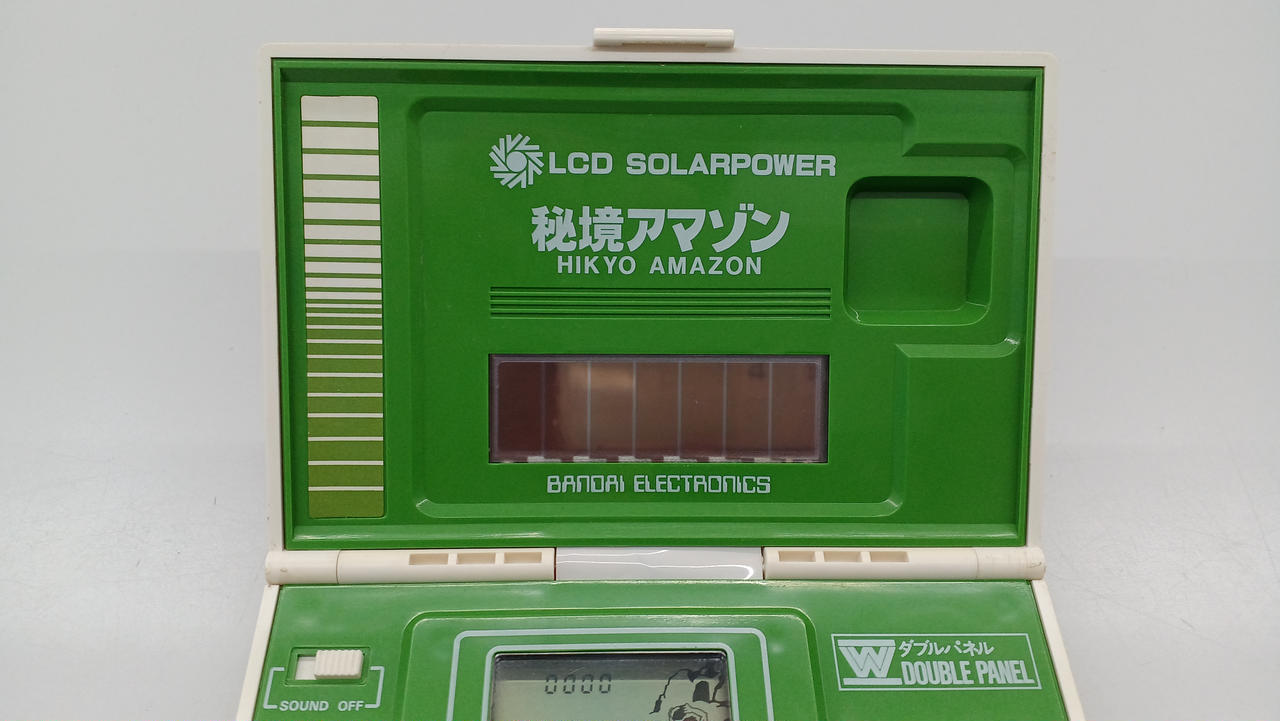 LCD SOLARPOWER
秘境アマゾン
HIKYO AMAZON
BANDAI ELECTRONICS
W ダブルパネル
DOUBLE PANEL
0000
SOUND OFF